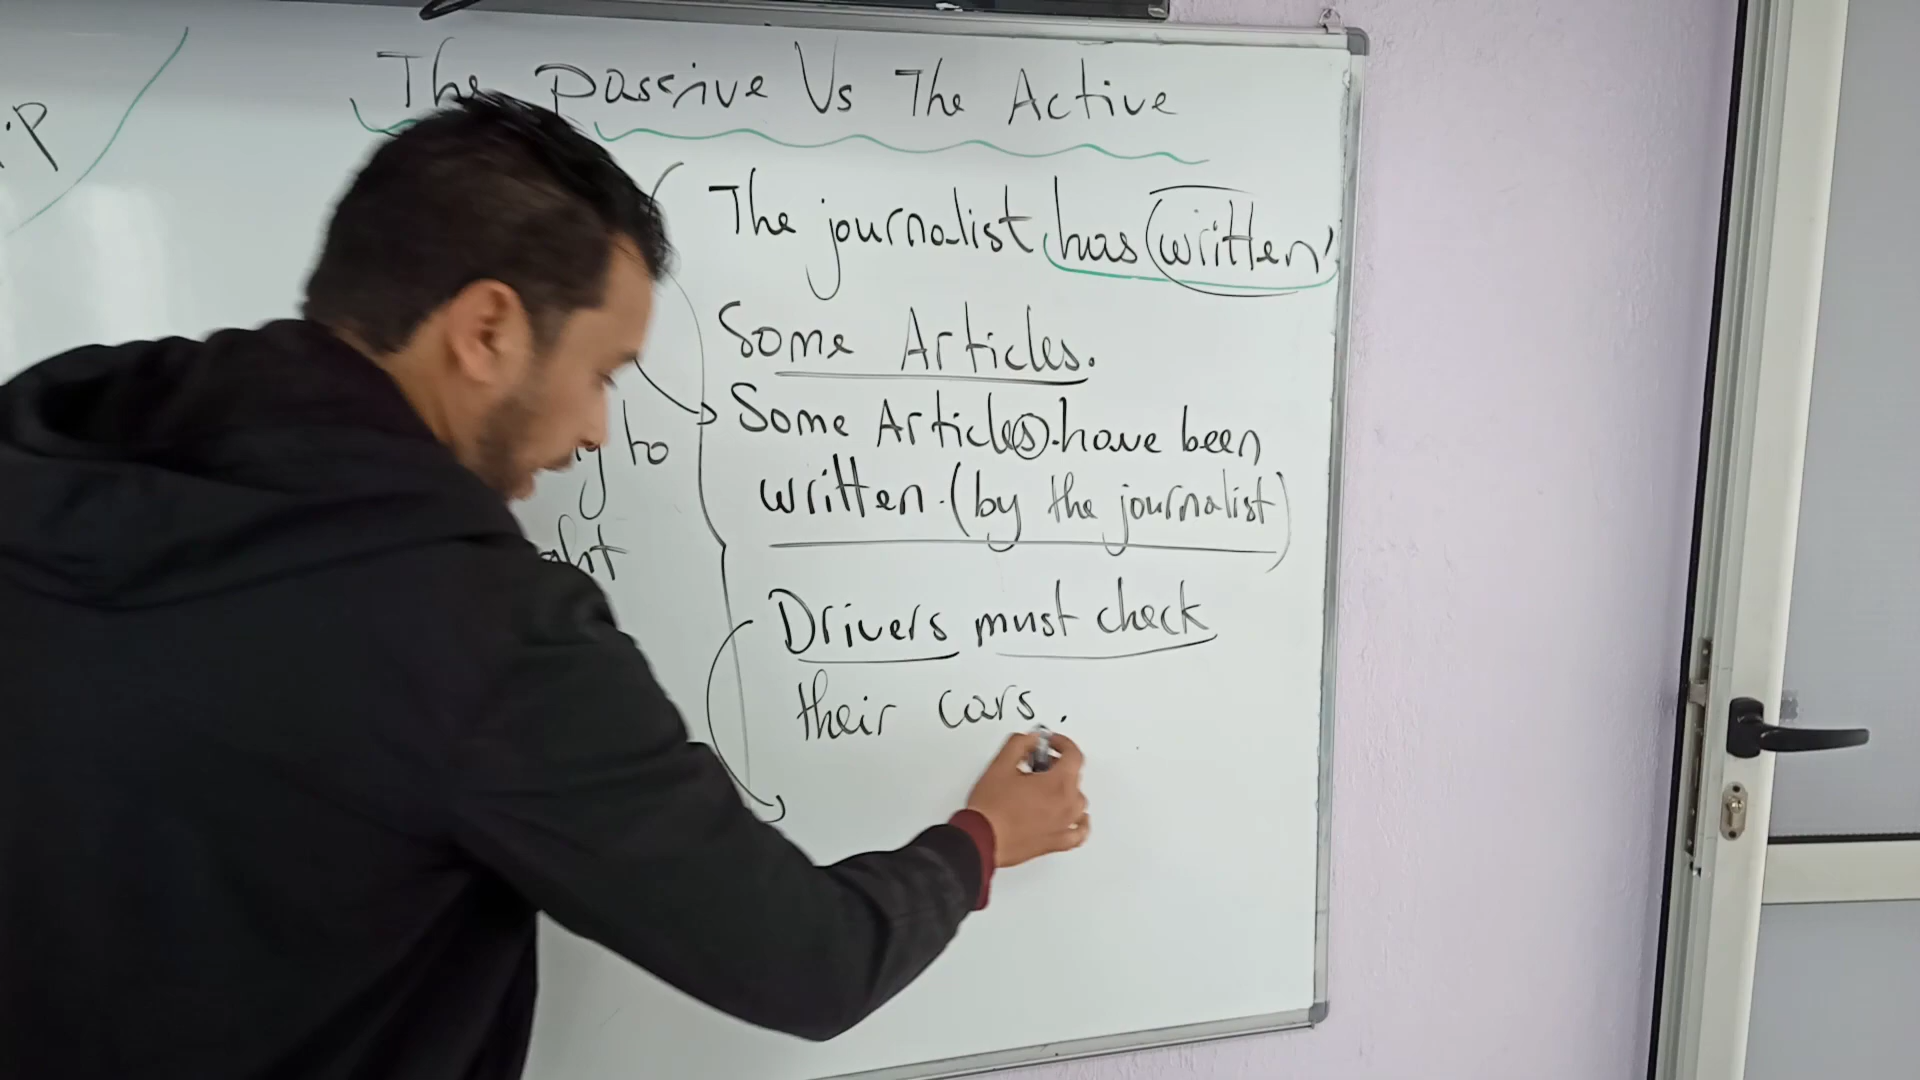 The Passive Vs The Active
.P
The journalist has written
Some Articles.
Some Articles have been
to
written (by the journalist)
Drivers must check
their cars.